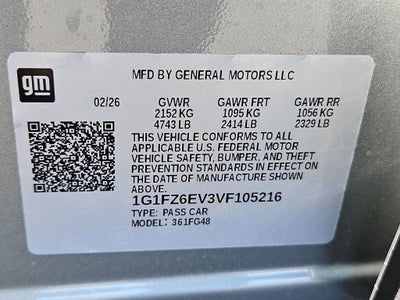 gm
MFD BY GENERAL MOTORS LLC
02/26 GVWR GAWR FRT GAWR RR
2152 KG 1095 KG 1056 KG
4743 LB 2414 LB 2329 LB
THIS VEHICLE CONFORMS TO ALL
APPLICABLE U.S. FEDERAL MOTOR
VEHICLE SAFETY, BUMPER, AND THEFT
PREVENTION STANDARDS IN EFFECT ON
THE DATE OF MANUFACTURE SHOWN
ABOVE.
1G1FZ6EV3VF105216
TYPE: PASS CAR
MODEL: 361FG48